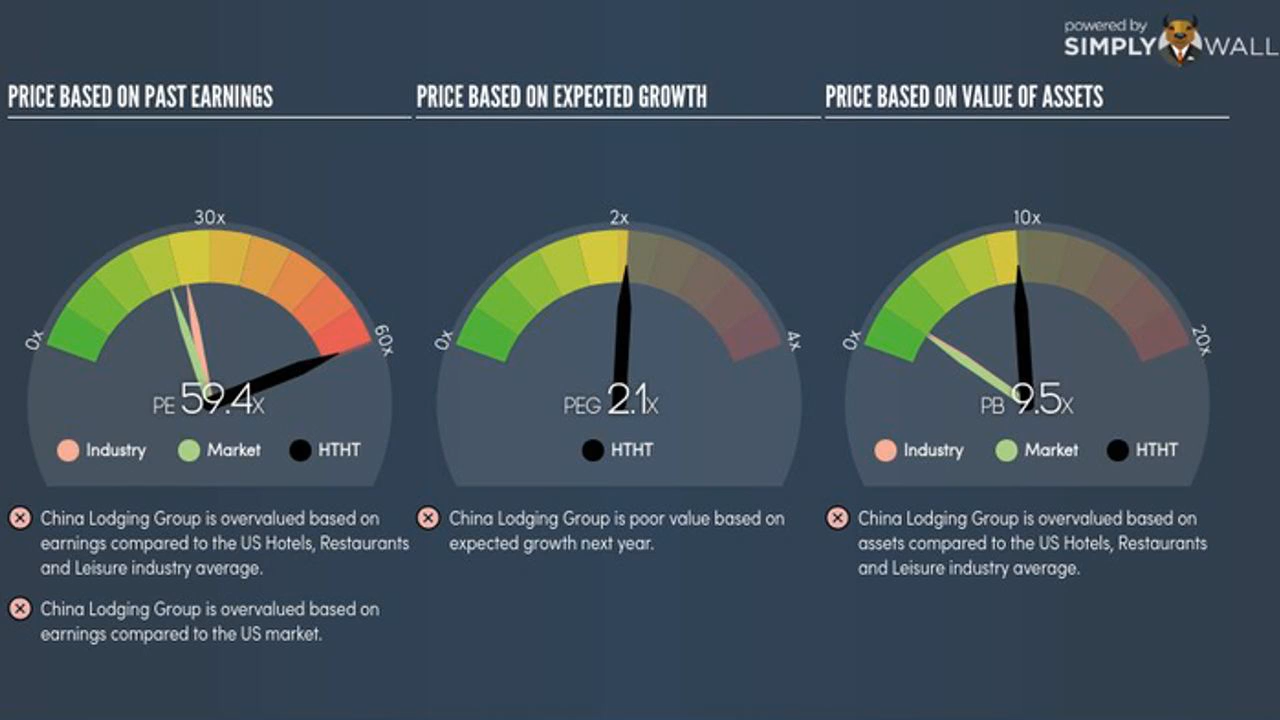 powered by
SIMPLY WALL
PRICE BASED ON PAST EARNINGS
0x
30x
60x
PE 59.4x
Industry
Market
HTHT
China Lodging Group is overvalued based on
earnings compared to the US Hotels, Restaurants
and Leisure industry average.
China Lodging Group is overvalued based on
earnings compared to the US market.
PRICE BASED ON EXPECTED GROWTH
0x
2x
4x
PEG 2.1x
HTHT
China Lodging Group is poor value based on
expected growth next year.
PRICE BASED ON VALUE OF ASSETS
0x
10x
20x
PB 9.5x
Industry
Market
HTHT
China Lodging Group is overvalued based on
assets compared to the US Hotels, Restaurants
and Leisure industry average.